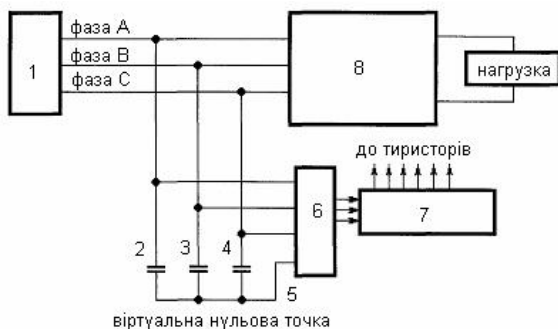 фаза А
фаза В
фаза С
1
8
нагрузка
до тиристорів
6
7
2
3
4
5
віртуальна нульова точка